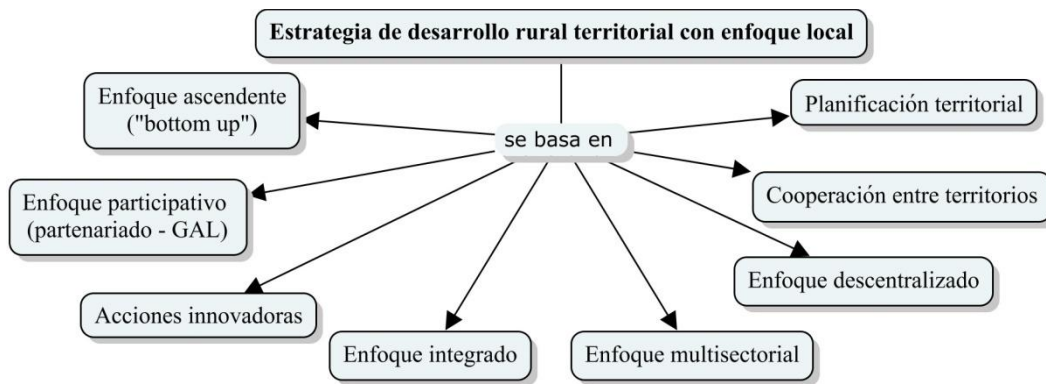 Estrategia de desarrollo rural territorial con enfoque local
Enfoque ascendente
("bottom up")
Planificación territorial
se basa en
Enfoque participativo
(partenariado - GAL)
Cooperación entre territorios
Enfoque descentralizado
Acciones innovadoras
Enfoque integrado
Enfoque multisectorial